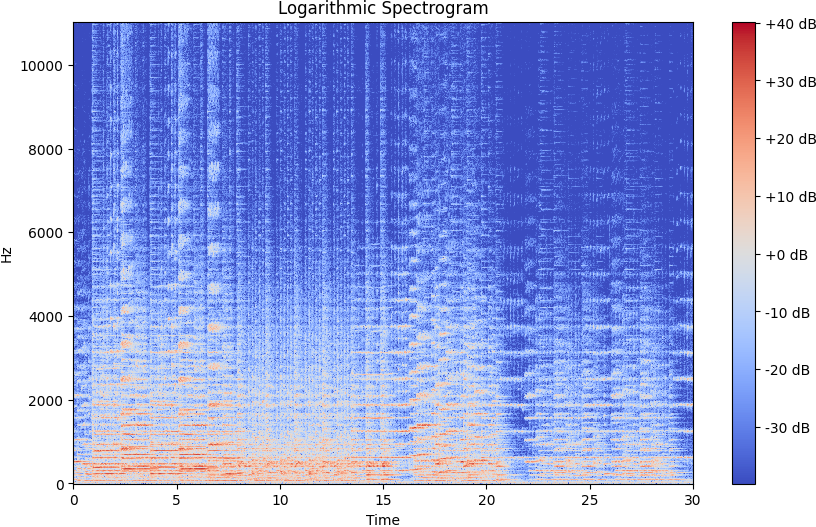 Logarithmic Spectrogram
Hz
10000
8000
6000
4000
2000
0
0 5 10 15 20 25 30
Time
+40 dB
+30 dB
+20 dB
+10 dB
+0 dB
-10 dB
-20 dB
-30 dB